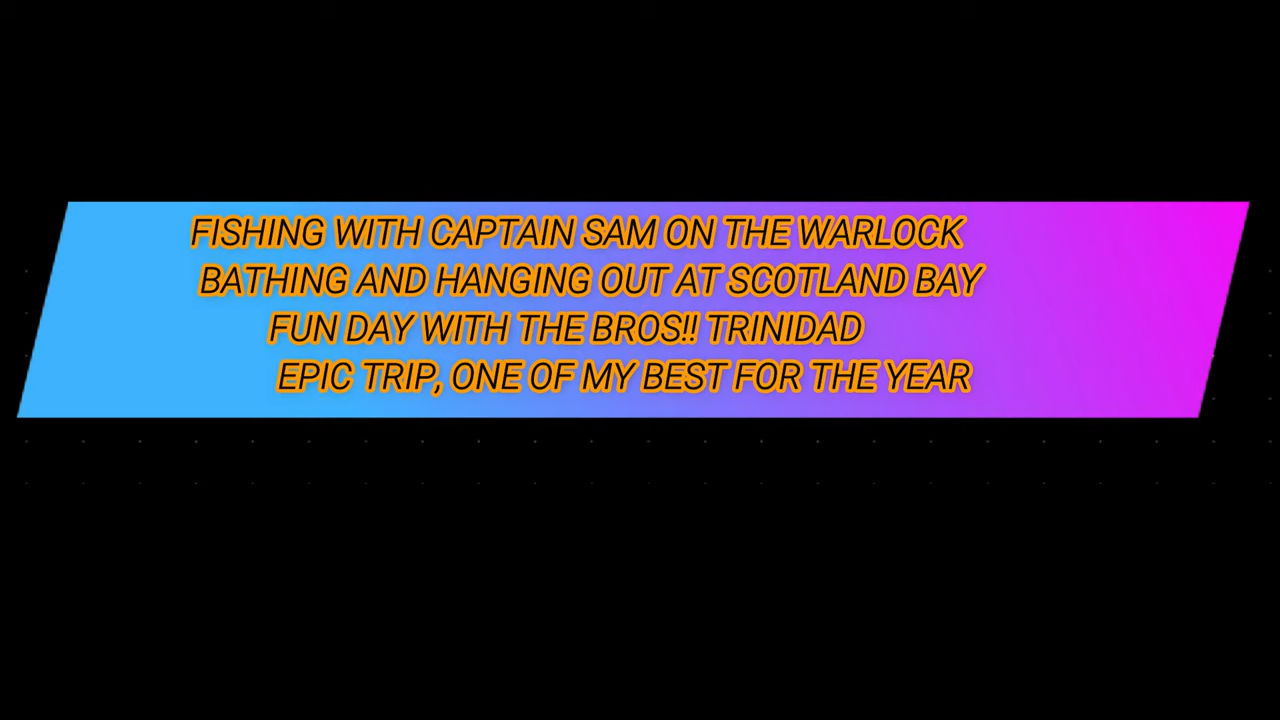 FISHING WITH CAPTAIN SAM ON THE WARLOCK
BATHING AND HANGING OUT AT SCOTLAND BAY
FUN DAY WITH THE BROS!! TRINIDAD
EPIC TRIP, ONE OF MY BEST FOR THE YEAR